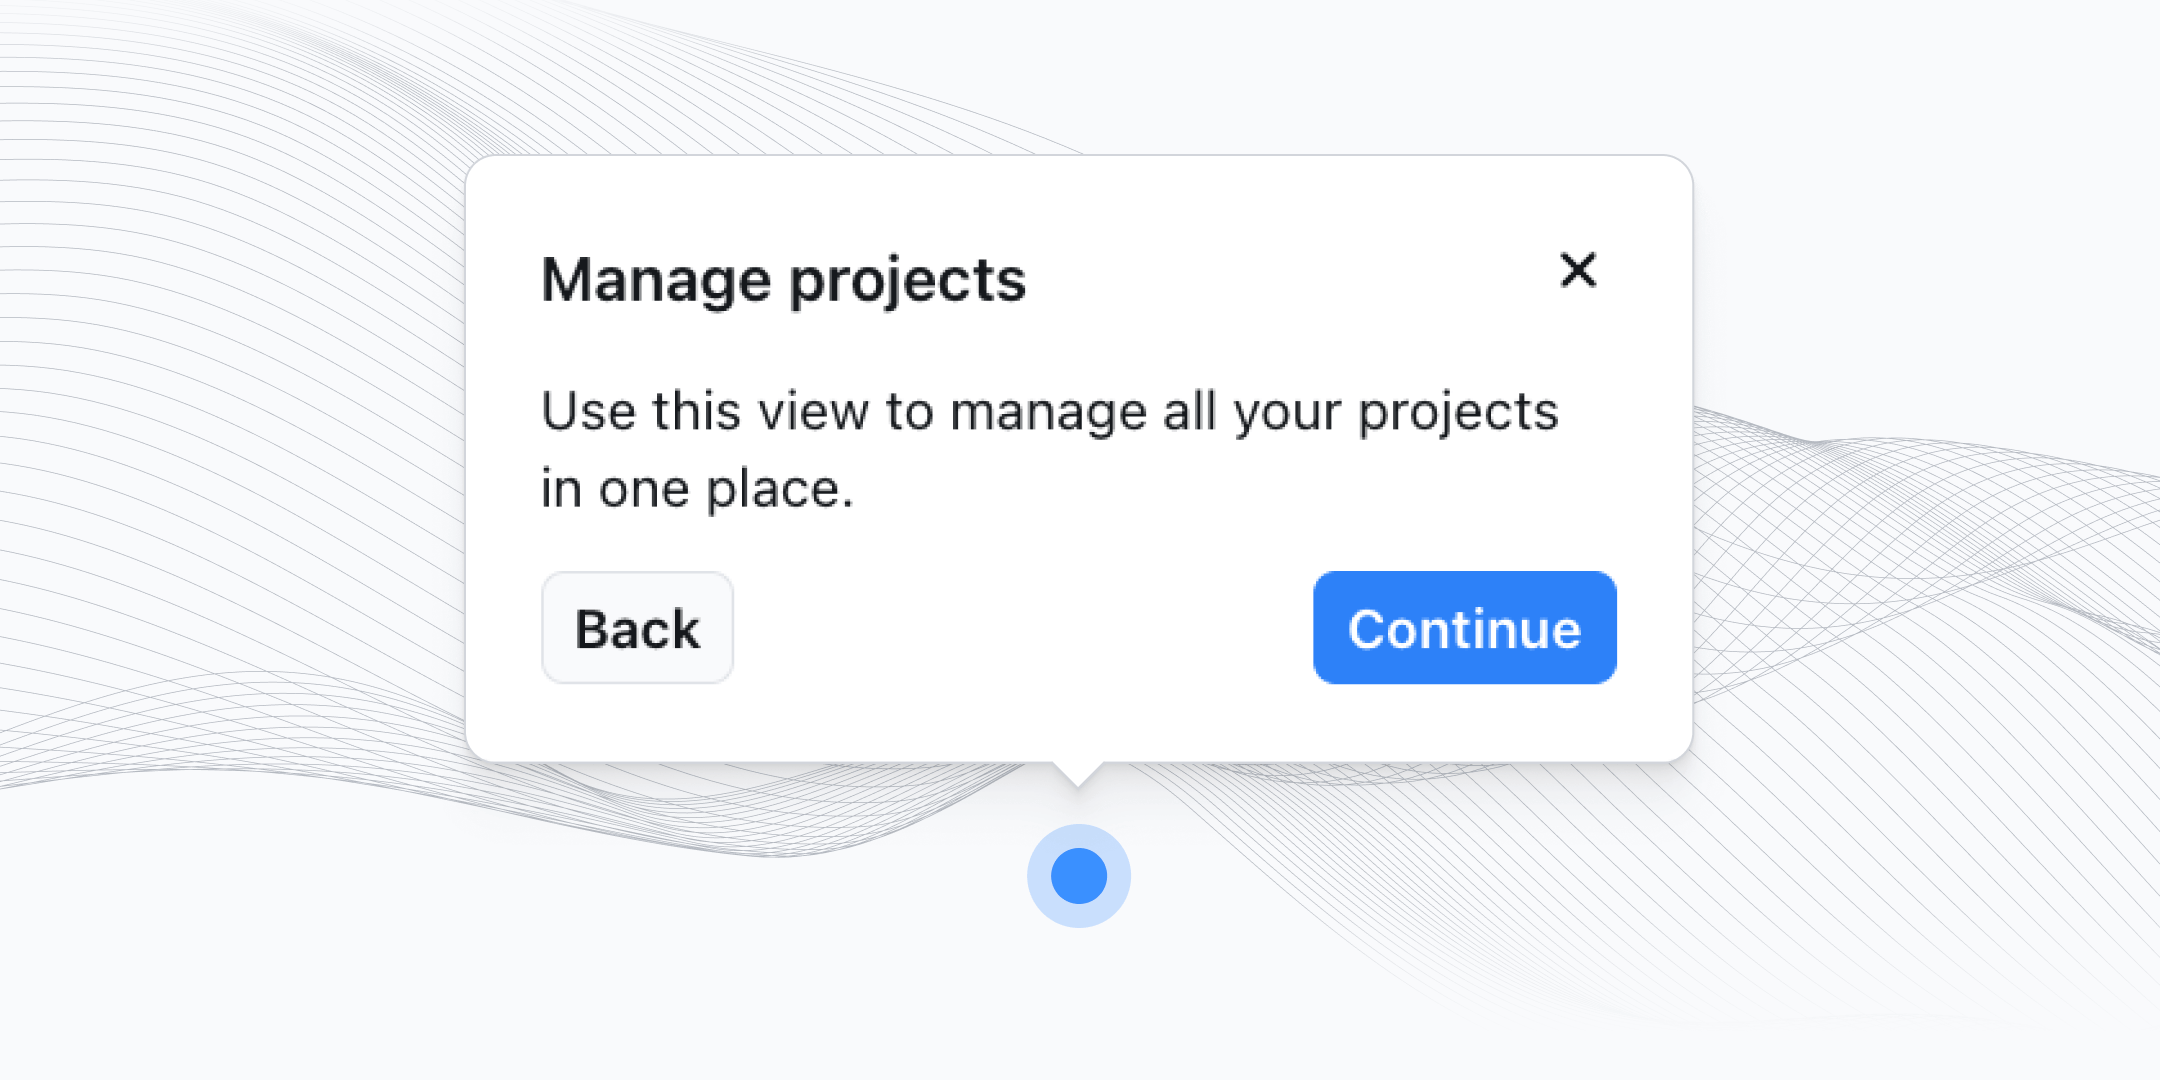 Manage projects
Use this view to manage all your projects
in one place.
Back
Continue